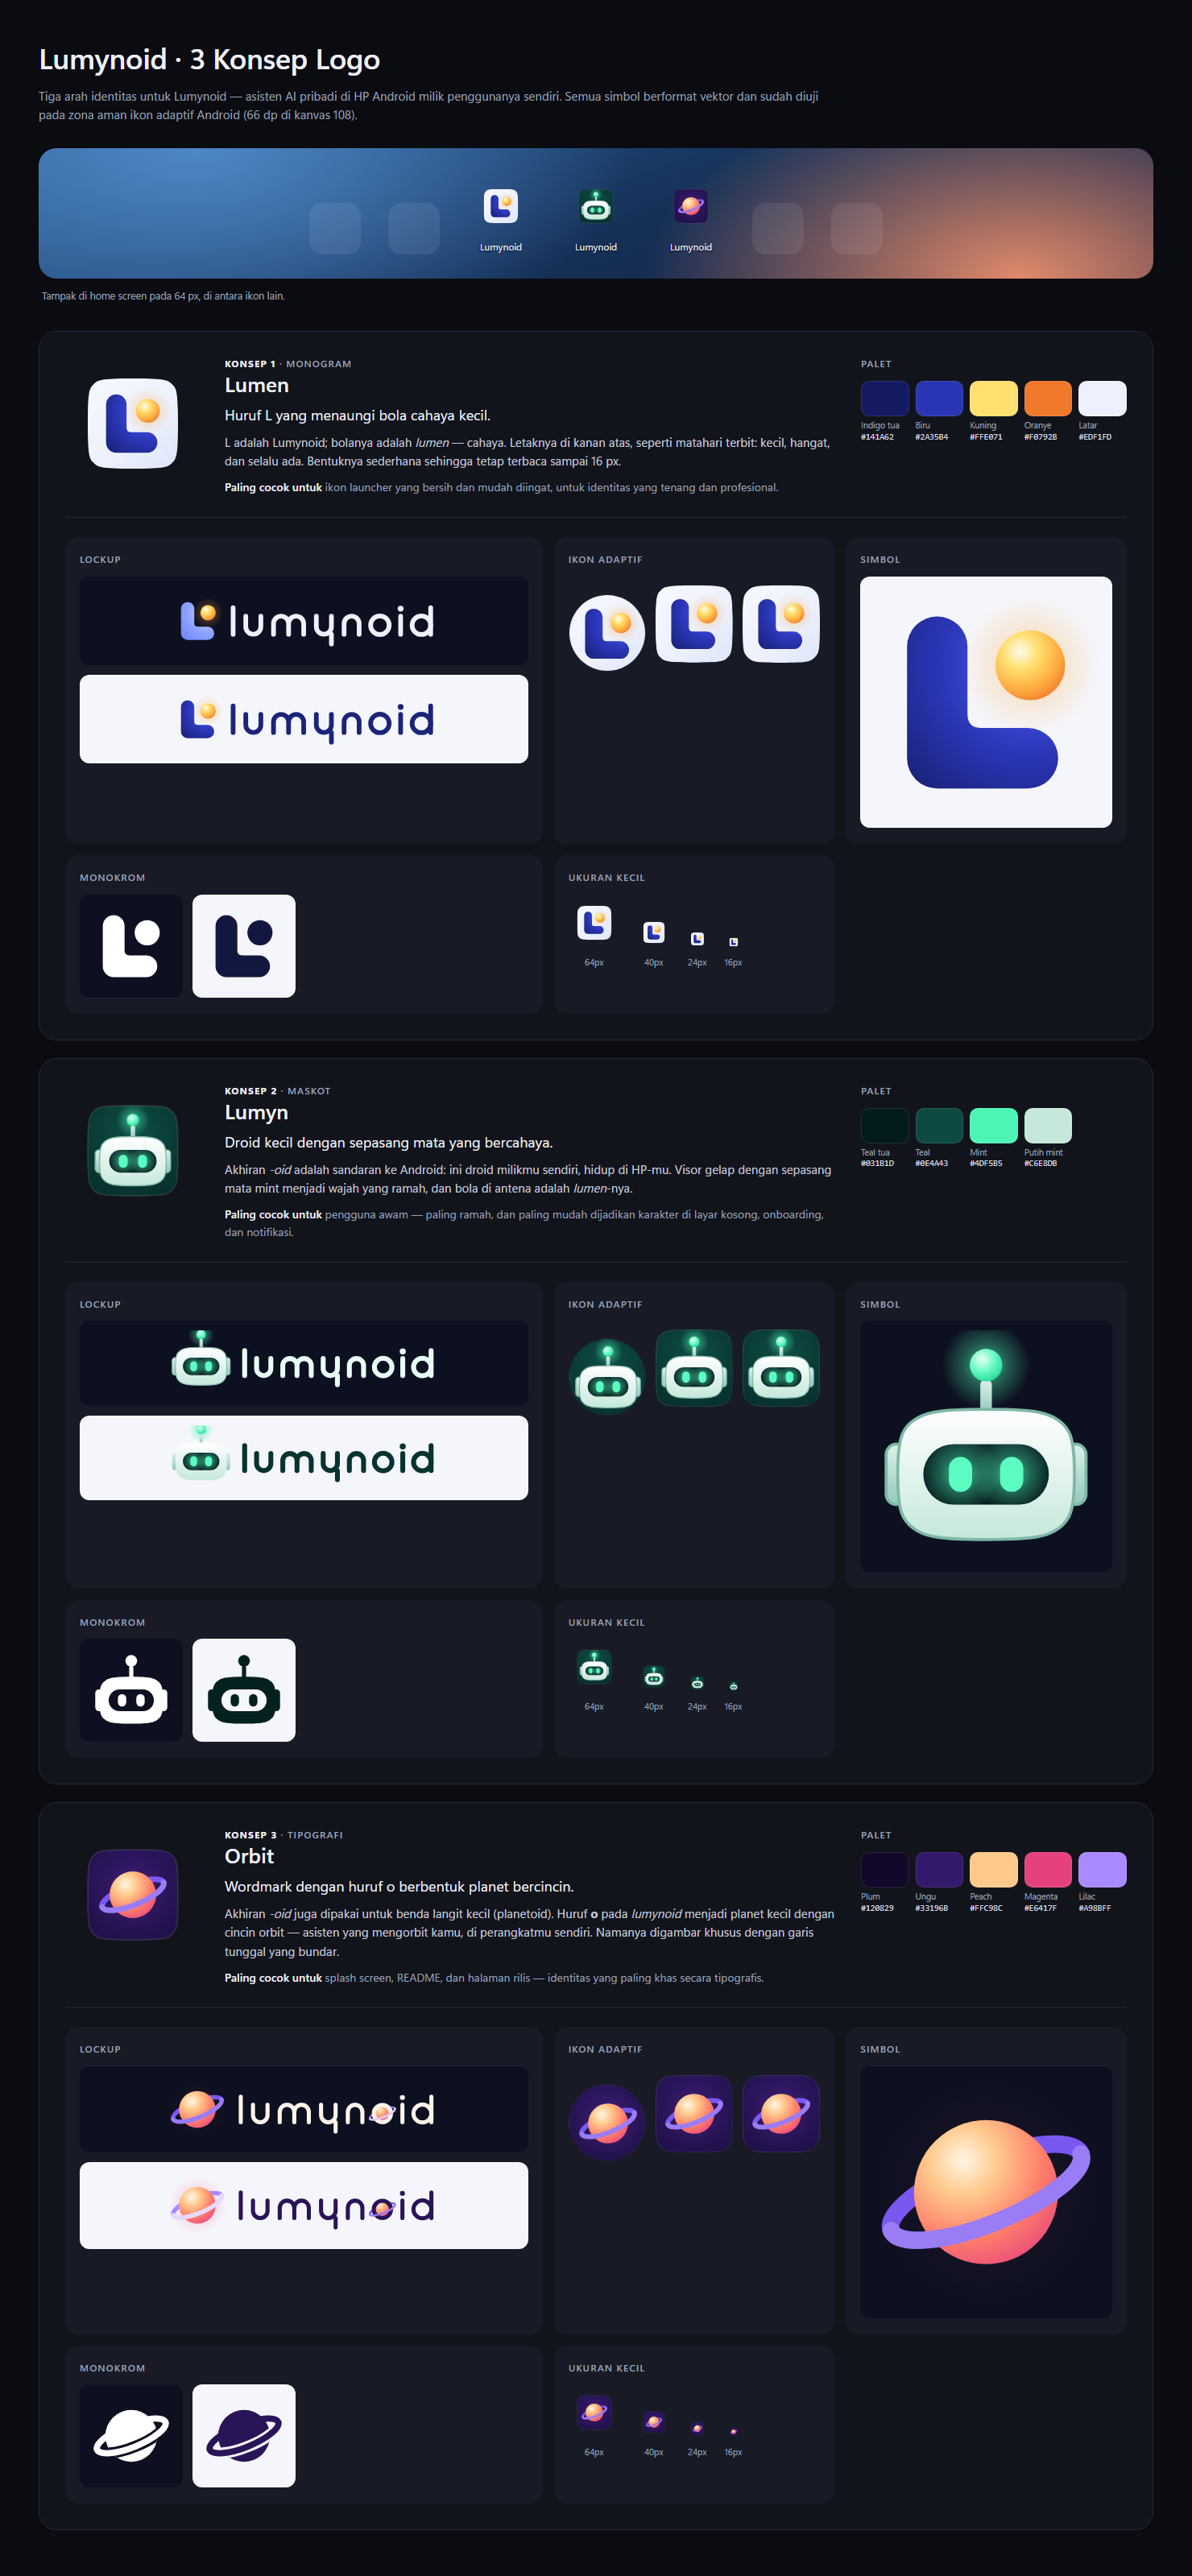 Lumynoid · 3 Konsep Logo
Tiga arah identitas untuk Lumynoid — asisten AI pribadi di HP Android milik penggunanya sendiri. Semua simbol berformat vektor dan sudah diuji
pada zona aman ikon adaptif Android (66 dp di kanvas 108).
Lumynoid
Lumynoid
Lumynoid
Tampak di home screen pada 64 px, di antara ikon lain.
KONSEP 1 · MONOGRAM
Lumen
Huruf L yang menaungi bola cahaya kecil.
L adalah Lumynoid; bolanya adalah lumen — cahaya. Letaknya di kanan atas, seperti matahari terbit: kecil, hangat,
dan selalu ada. Bentuknya sederhana sehingga tetap terbaca sampai 16 px.
Paling cocok untuk ikon launcher yang bersih dan mudah diingat, untuk identitas yang tenang dan profesional.
PALET
Indigo tua
#141A62
Biru
#2A35B4
Kuning
#FFE071
Oranye
#F0792B
Latar
#EDF1FD
LOCKUP
lumynoid
lumynoid
IKON ADAPTIF
SIMBOL
MONOKROM
UKURAN KECIL
64px
40px
24px
16px
KONSEP 2 · MASKOT
Lumyn
Droid kecil dengan sepasang mata yang bercahaya.
Akhiran -oid adalah sandaran ke Android: ini droid milikmu sendiri, hidup di HP-mu. Visor gelap dengan sepasang
mata mint menjadi wajah yang ramah, dan bola di antena adalah lumen-nya.
Paling cocok untuk pengguna awam — paling ramah, dan paling mudah dijadikan karakter di layar kosong, onboarding,
dan notifikasi.
PALET
Teal tua
#031B1D
Teal
#0E4A43
Mint
#4DF5B5
Putih mint
#C6E8DB
LOCKUP
lumynoid
lumynoid
IKON ADAPTIF
SIMBOL
MONOKROM
UKURAN KECIL
64px
40px
24px
16px
KONSEP 3 · TIPOGRAFI
Orbit
Wordmark dengan huruf o berbentuk planet bercincin.
Akhiran -oid juga dipakai untuk benda langit kecil (planetoid). Huruf o pada lumynoid menjadi planet kecil dengan
cincin orbit — asisten yang mengorbit kamu, di perangkatmu sendiri. Namanya digambar khusus dengan garis
tunggal yang bundar.
Paling cocok untuk splash screen, README, dan halaman rilis — identitas yang paling khas secara tipografis.
PALET
Plum
#120829
Ungu
#33196B
Peach
#FFC98C
Magenta
#E6417F
Lilac
#A98BFF
LOCKUP
lumynoid
lumynoid
IKON ADAPTIF
SIMBOL
MONOKROM
UKURAN KECIL
64px
40px
24px
16px